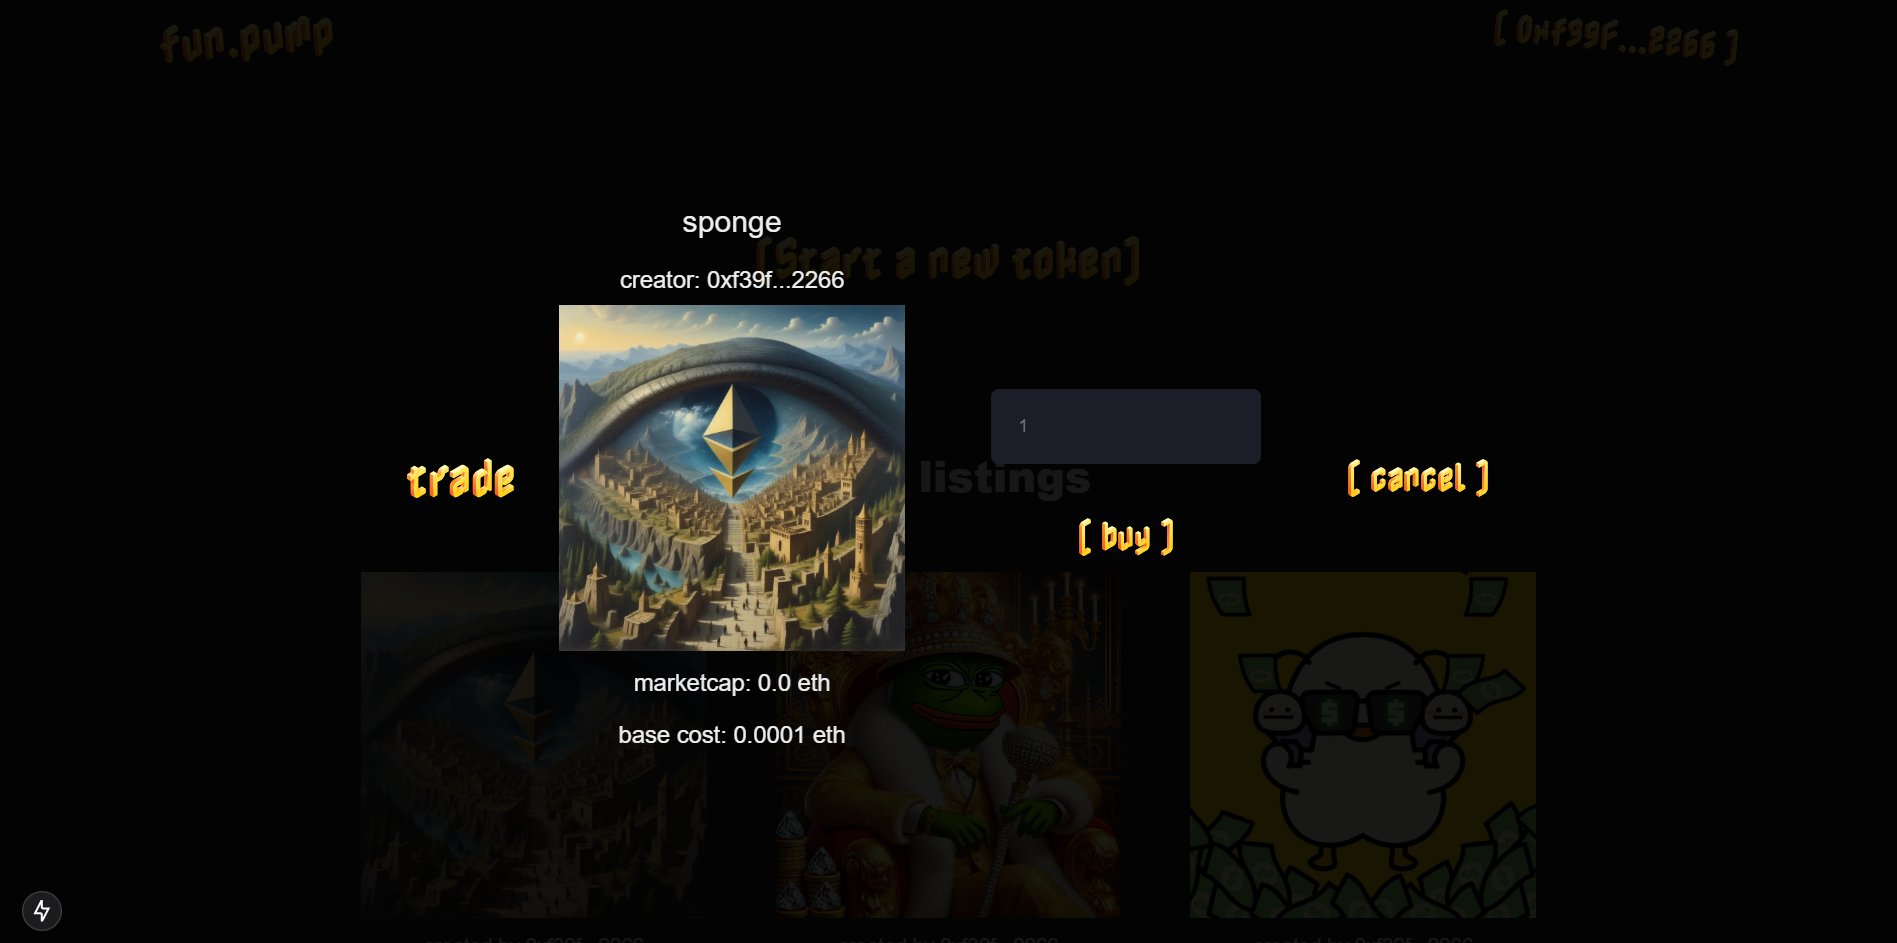 fun.pump
[ 0xf39F...2266 ]
sponge
[Start a new token]
creator: 0xf39f...2266
1
trade
listings
[ cancel ]
[ buy ]
marketcap: 0.0 eth
base cost: 0.0001 eth